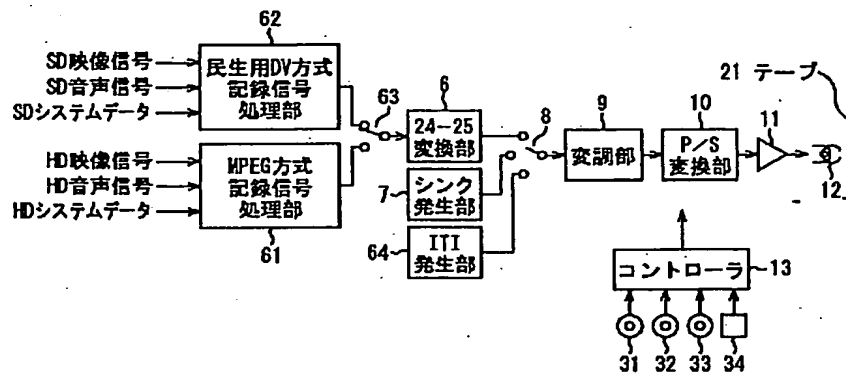 62
SD映像信号
SD音声信号
SDシステムデータ
民生用DV方式
記録信号
処理部
63
HD映像信号
HD音声信号
HDシステムデータ
MPEG方式
記録信号
処理部
61
6
24-25
変換部
7
シンク
発生部
64
ITI
発生部
8
9
変調部
10
P/S
変換部
11
21 テープ
12
コントローラ
13
31
32
33
34